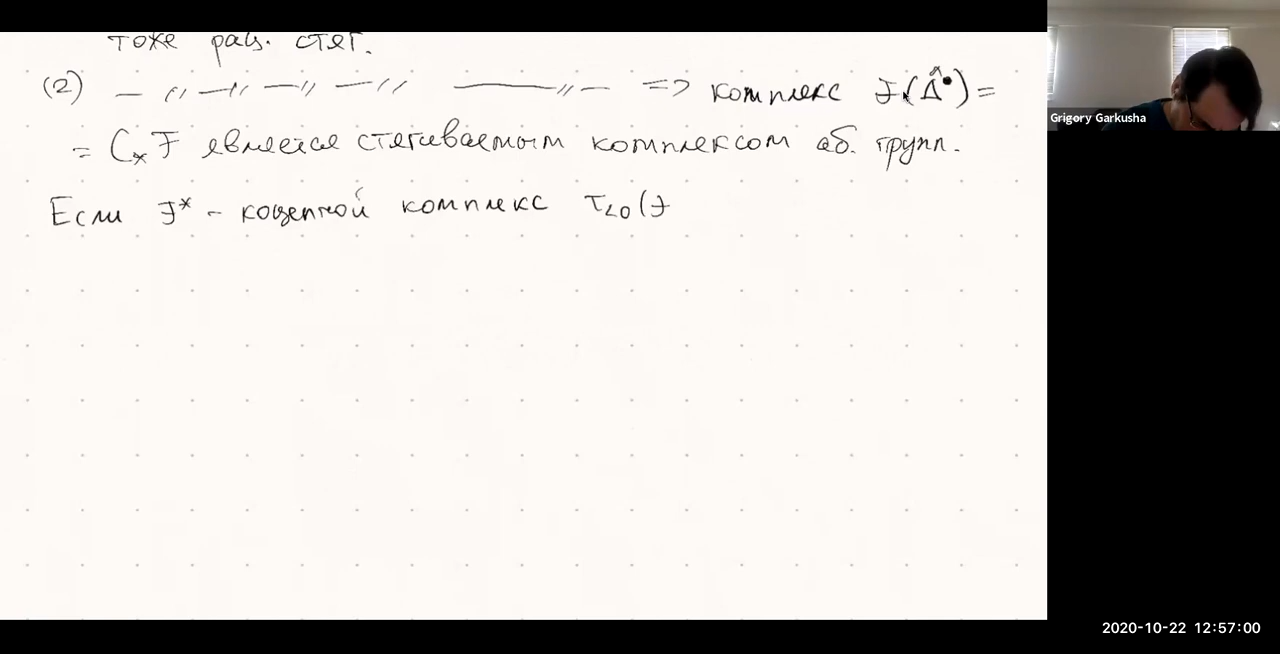 тоже рац. стяг.
(2) — // — // — // — // — // — => комплекс F(Δ̂•) =
= C_* F является стягиваемым комплексом аб. групп.
Если F* - коцепной комплекс τ<0(F
Grigory Garkusha
2020-10-22 12:57:00